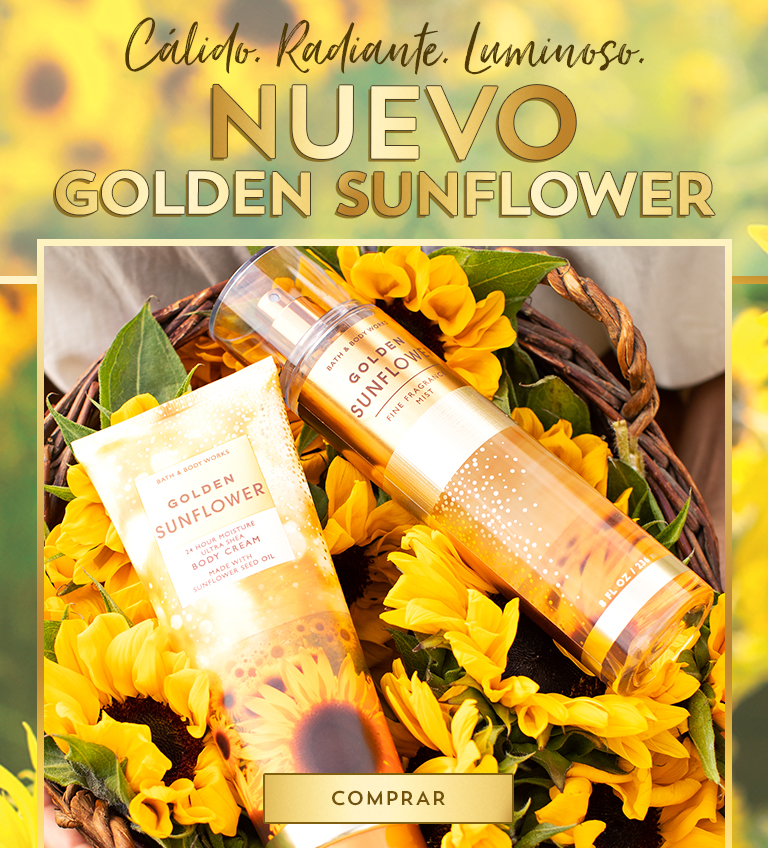 Cálido. Radiante. Luminoso.
NUEVO
GOLDEN SUNFLOWER
BATH & BODY WORKS
GOLDEN
SUNFLOWER
FINE FRAGRANCE
MIST
8 FL OZ / 236
BATH & BODY WORKS
GOLDEN
SUNFLOWER
24 HOUR MOISTURE
ULTRA SHEA
BODY CREAM
MADE WITH
SUNFLOWER SEED OIL
COMPRAR